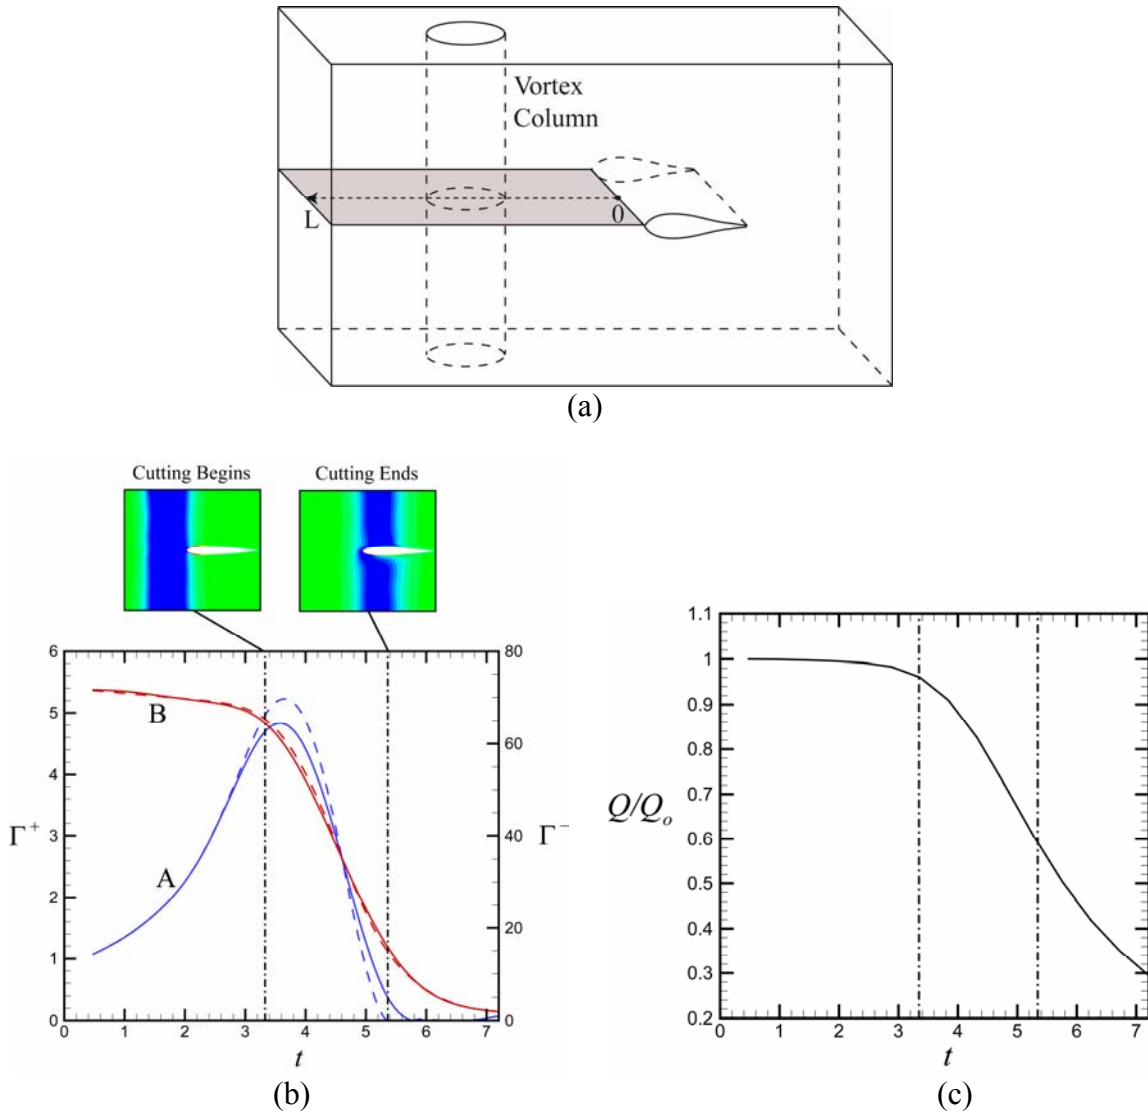 Vortex
Column
L
0
(a)
Cutting Begins
Cutting Ends
6
5
4
3
2
1
0
Γ⁺
B
A
80
60
40
20
0
Γ⁻
0 1 2 3 4 5 6 7
t
(b)
1.1
1
0.9
0.8
0.7
0.6
0.5
0.4
0.3
0.2
Q/Qₒ
0 1 2 3 4 5 6 7
t
(c)